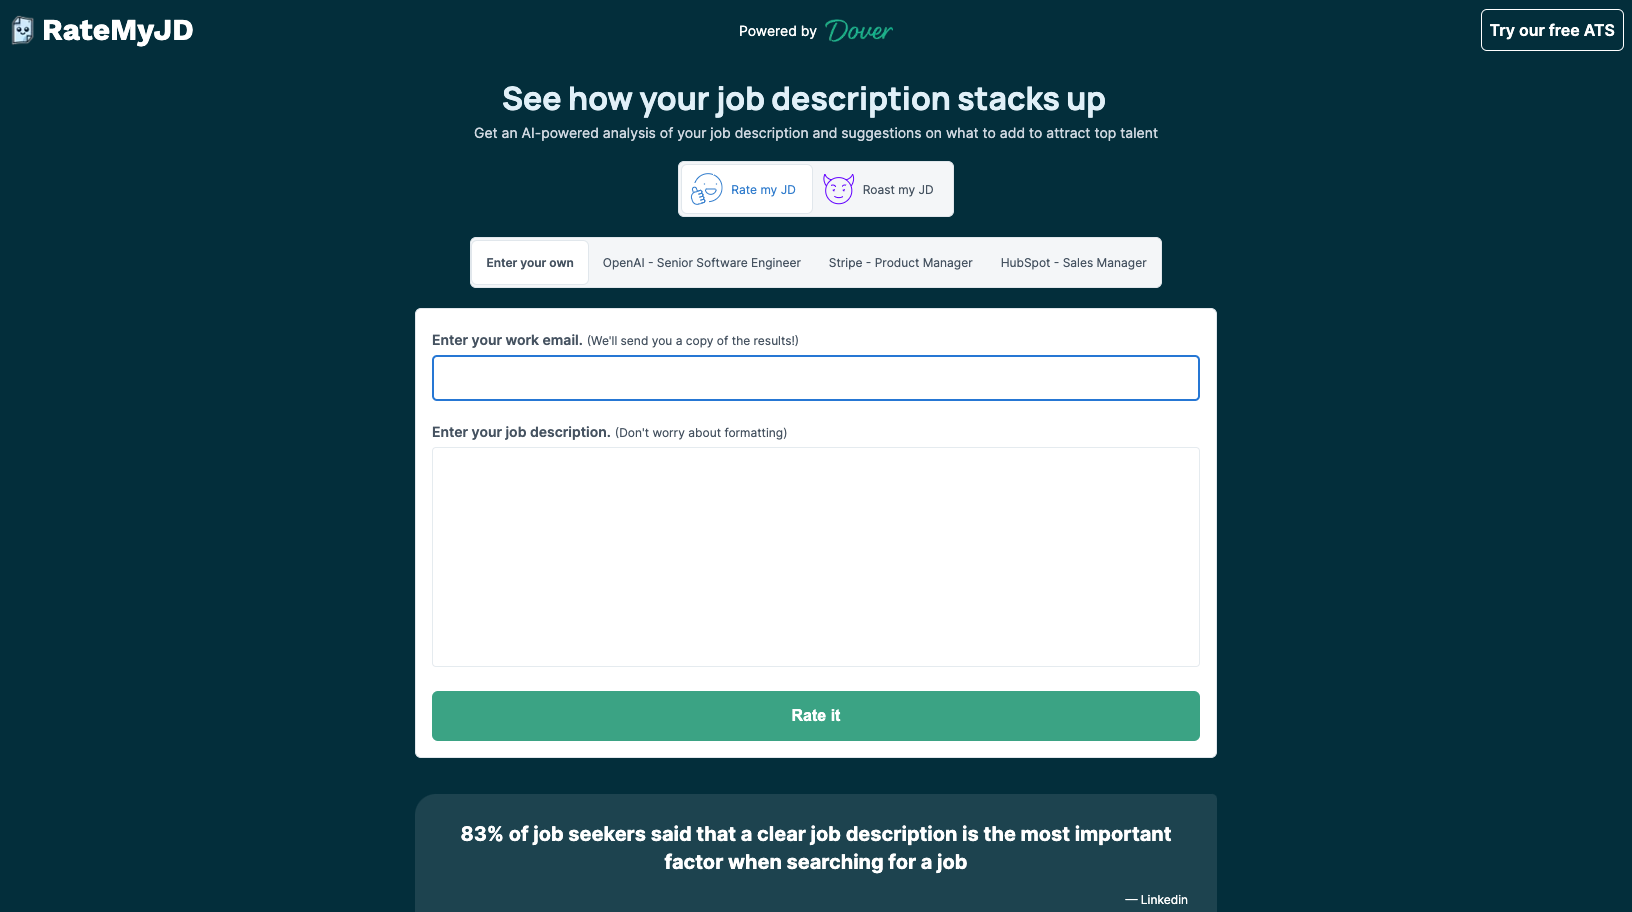 RateMyJD
Powered by Dover
Try our free ATS
See how your job description stacks up
Get an AI-powered analysis of your job description and suggestions on what to add to attract top talent
Rate my JD
Roast my JD
Enter your own
OpenAI - Senior Software Engineer
Stripe - Product Manager
HubSpot - Sales Manager
Enter your work email. (We'll send you a copy of the results!)
Enter your job description. (Don't worry about formatting)
Rate it
83% of job seekers said that a clear job description is the most important
factor when searching for a job
— Linkedin